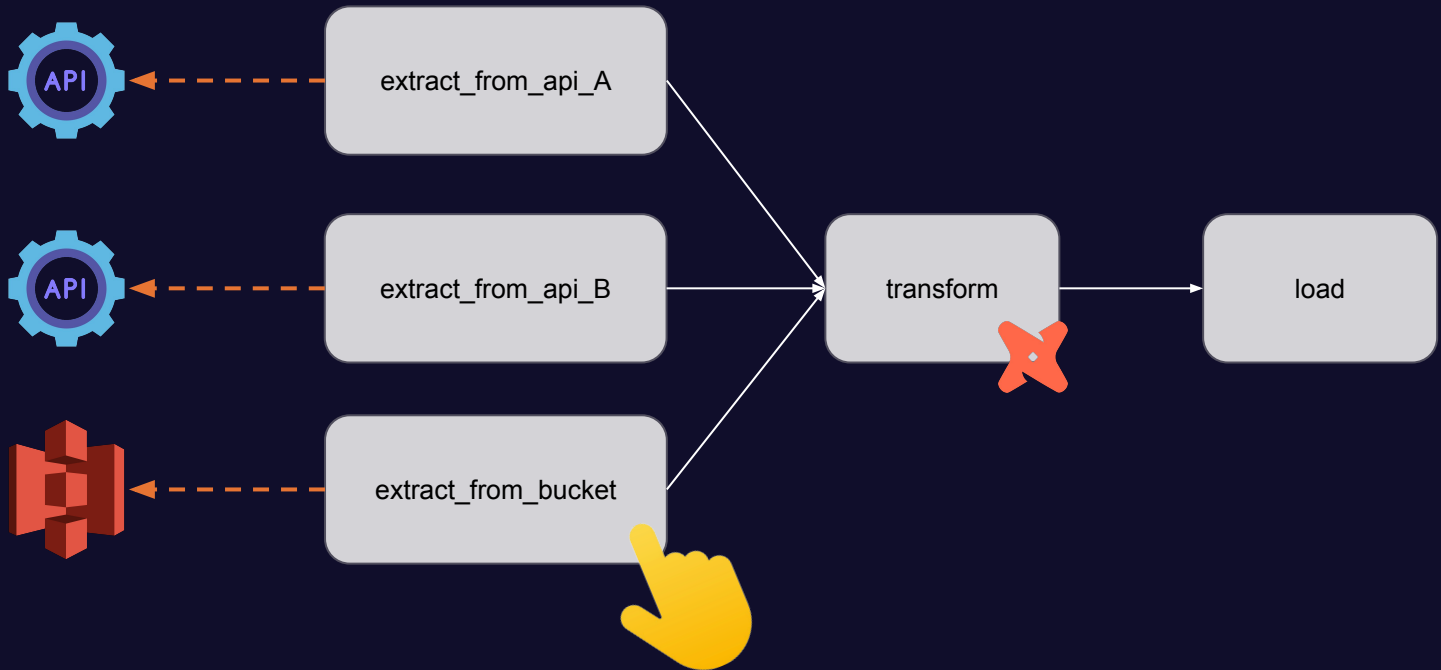 API
extract_from_api_A
API
extract_from_api_B
transform
load
extract_from_bucket